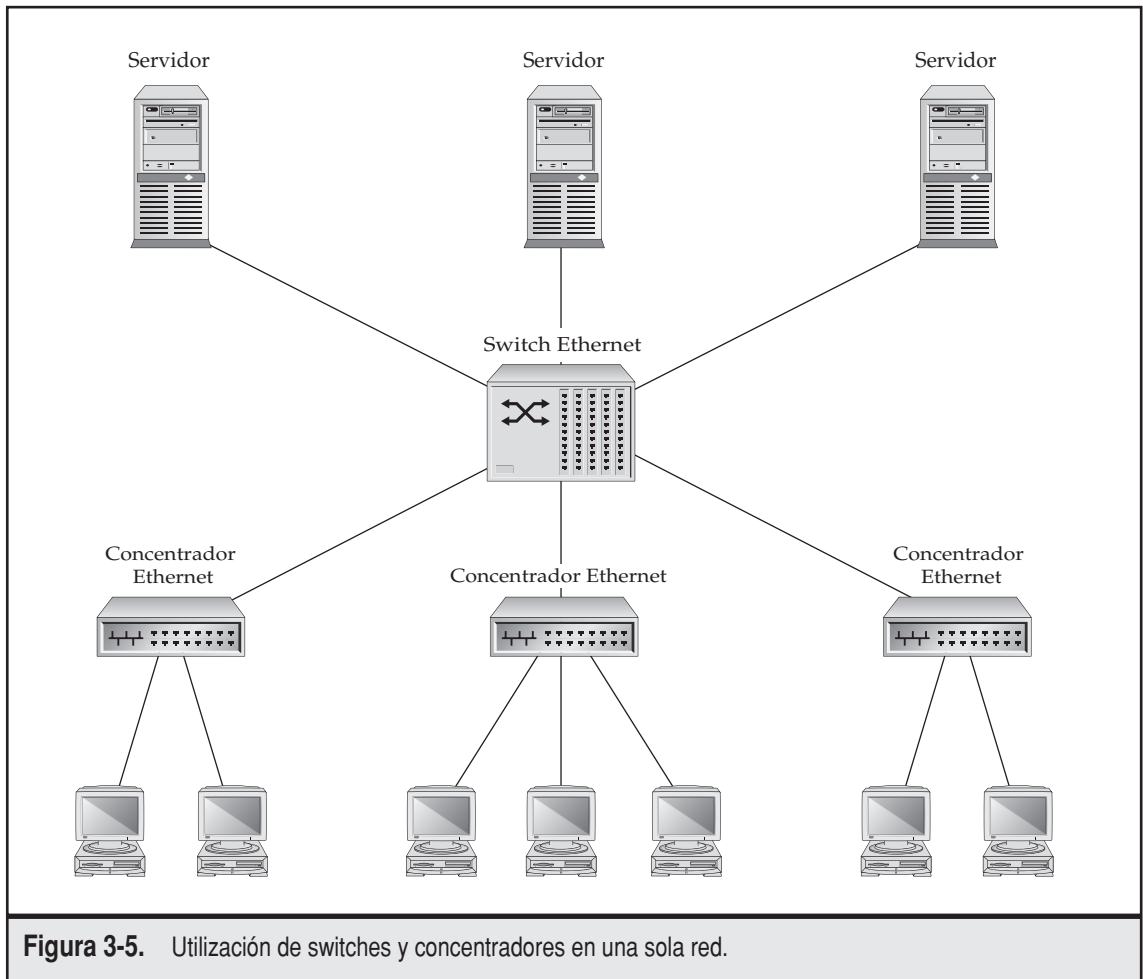 Servidor
Servidor
Servidor
Switch Ethernet
Concentrador
Ethernet
Concentrador Ethernet
Concentrador
Ethernet
Figura 3-5. Utilización de switches y concentradores en una sola red.